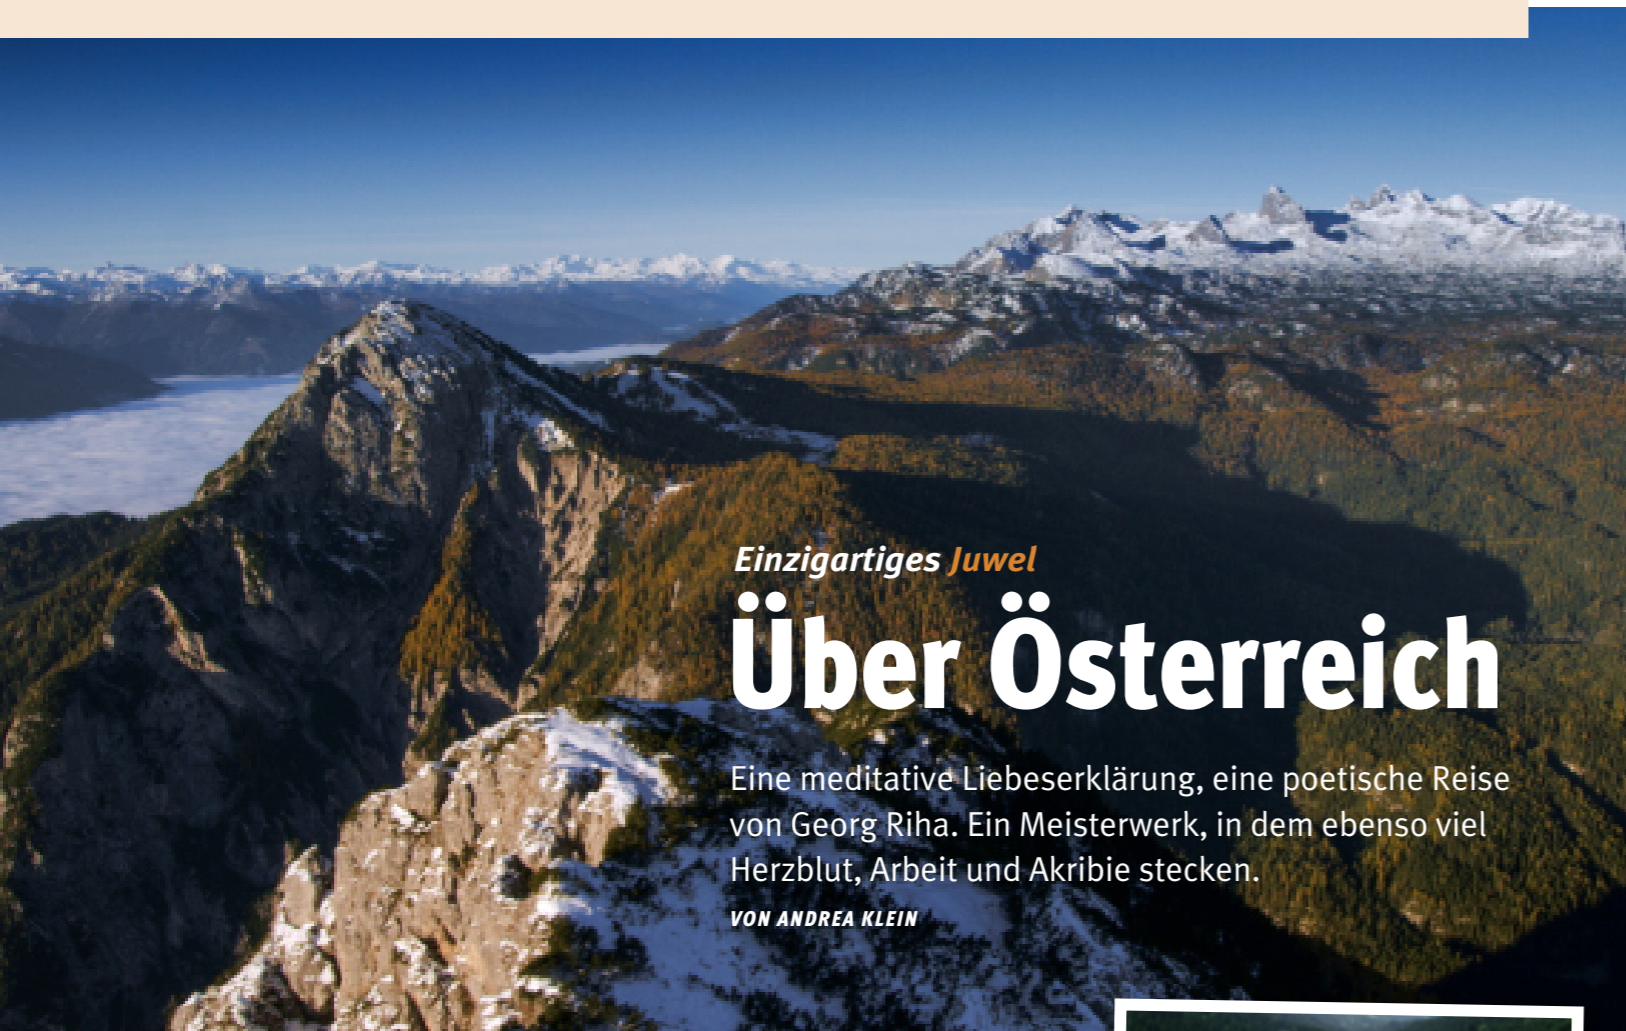 Einzigartiges Juwel
Über Österreich
Eine meditative Liebeserklärung, eine poetische Reise
von Georg Riha. Ein Meisterwerk, in dem ebenso viel
Herzblut, Arbeit und Akribie stecken.
VON ANDREA KLEIN